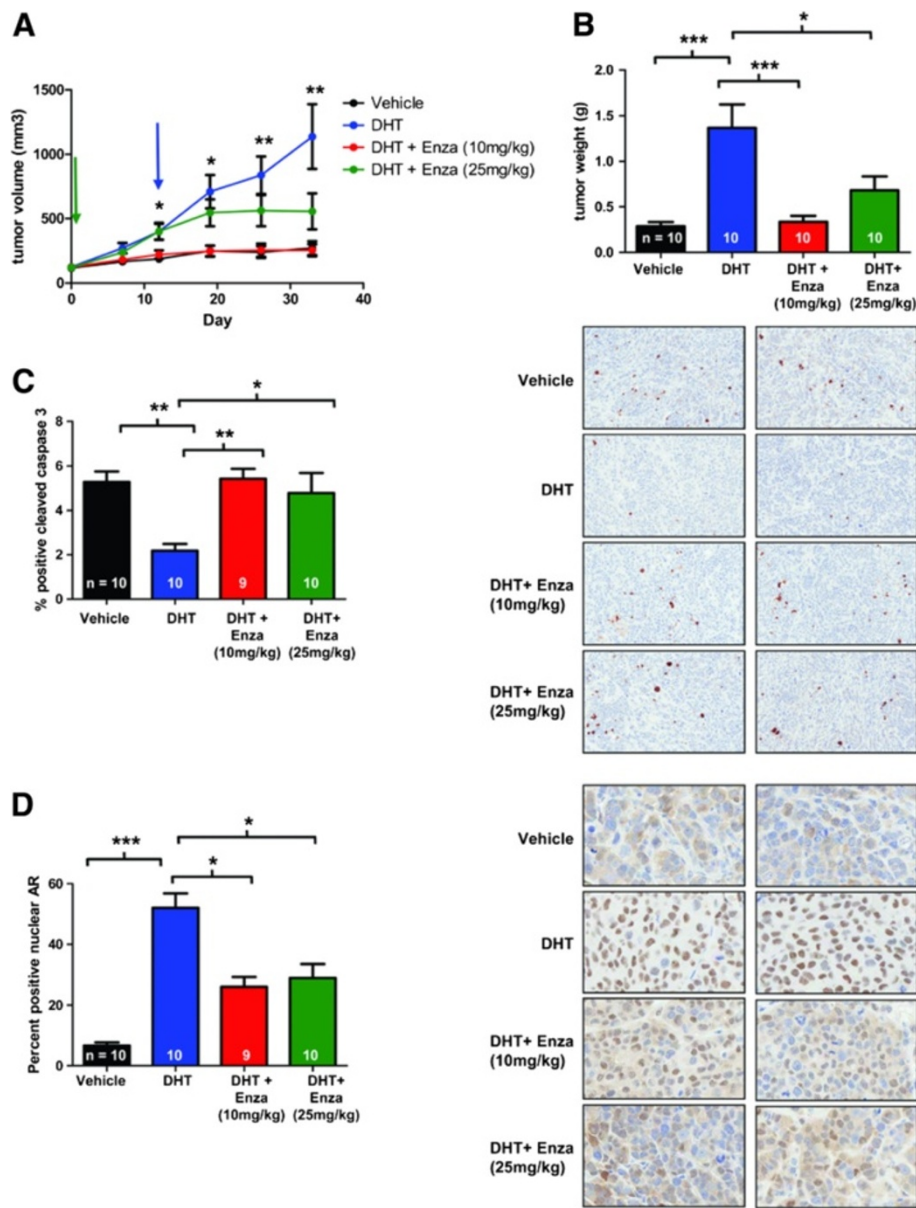 A
tumor volume (mm3)
1500
1000
500
0
0
10
20
30
40
Day
*
*
**
**
Vehicle
DHT
DHT + Enza (10mg/kg)
DHT + Enza (25mg/kg)
B
*
***
***
tumor weight (g)
2.0
1.5
1.0
0.5
0.0
n = 10
10
10
10
Vehicle
DHT
DHT +
Enza
(10mg/kg)
DHT+
Enza
(25mg/kg)
C
*
**
**
% positive cleaved caspase 3
8
6
4
2
0
n = 10
10
9
10
Vehicle
DHT
DHT +
Enza
(10mg/kg)
DHT+
Enza
(25mg/kg)
Vehicle
DHT
DHT+ Enza
(10mg/kg)
DHT+ Enza
(25mg/kg)
D
*
***
*
Percent positive nuclear AR
60
40
20
0
n = 10
10
9
10
Vehicle
DHT
DHT +
Enza
(10mg/kg)
DHT+
Enza
(25mg/kg)
Vehicle
DHT
DHT+ Enza
(10mg/kg)
DHT+ Enza
(25mg/kg)